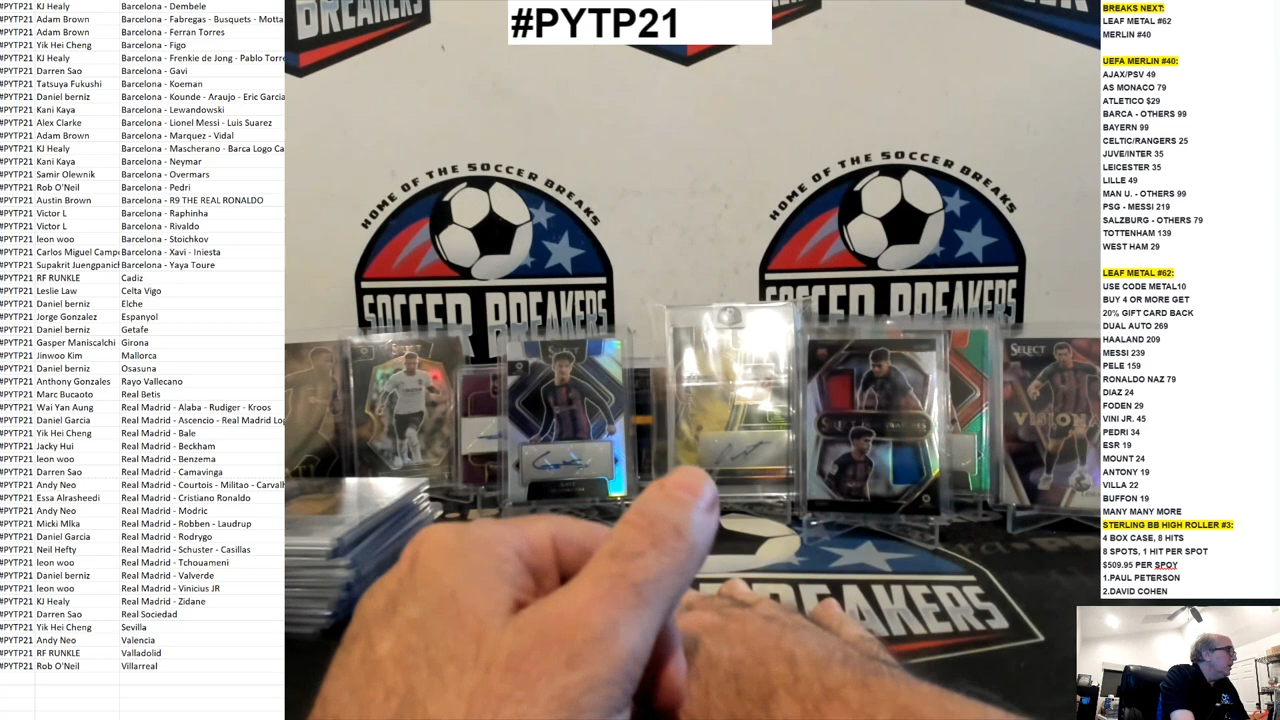 #PYTP21 KJ Healy Barcelona - Dembele
#PYTP21 Adam Brown Barcelona - Fabregas - Busquets - Motta
#PYTP21 Adam Brown Barcelona - Ferran Torres
#PYTP21 Yik Hei Cheng Barcelona - Figo
#PYTP21 KJ Healy Barcelona - Frenkie de Jong - Pablo Torre
#PYTP21 Darren Sao Barcelona - Gavi
#PYTP21 Tatsuya Fukushi Barcelona - Koeman
#PYTP21 Daniel berniz Barcelona - Kounde - Araujo - Eric Garcia
#PYTP21 Kani Kaya Barcelona - Lewandowski
#PYTP21 Alex Clarke Barcelona - Lionel Messi - Luis Suarez
#PYTP21 Adam Brown Barcelona - Marquez - Vidal
#PYTP21 KJ Healy Barcelona - Mascherano - Barca Logo Ca
#PYTP21 Kani Kaya Barcelona - Neymar
#PYTP21 Samir Olewnik Barcelona - Overmars
#PYTP21 Rob O'Neil Barcelona - Pedri
#PYTP21 Austin Brown Barcelona - R9 THE REAL RONALDO
#PYTP21 Victor L Barcelona - Raphinha
#PYTP21 Victor L Barcelona - Rivaldo
#PYTP21 leon woo Barcelona - Stoichkov
#PYTP21 Carlos Miguel Campe Barcelona - Xavi - Iniesta
#PYTP21 Supakrit Juengpanich Barcelona - Yaya Toure
#PYTP21 RF RUNKLE Cadiz
#PYTP21 Leslie Law Celta Vigo
#PYTP21 Daniel berniz Elche
#PYTP21 Jorge Gonzalez Espanyol
#PYTP21 Daniel berniz Getafe
#PYTP21 Gasper Maniscalchi Girona
#PYTP21 Jinwoo Kim Mallorca
#PYTP21 Daniel berniz Osasuna
#PYTP21 Anthony Gonzales Rayo Vallecano
#PYTP21 Marc Bucaoto Real Betis
#PYTP21 Wai Yan Aung Real Madrid - Alaba - Rudiger - Kroos
#PYTP21 Daniel Garcia Real Madrid - Ascencio - Real Madrid Log
#PYTP21 Yik Hei Cheng Real Madrid - Bale
#PYTP21 Jacky Hui Real Madrid - Beckham
#PYTP21 KJ Healy Real Madrid - Benzema
#PYTP21 Darren Sao Real Madrid - Camavinga
#PYTP21 Andy Neo Real Madrid - Courtois - Militao - Carvalh
#PYTP21 Essa Alrasheedi Real Madrid - Cristiano Ronaldo
#PYTP21 Andy Neo Real Madrid - Modric
#PYTP21 Micki Mlka Real Madrid - Robben - Laudrup
#PYTP21 Daniel Garcia Real Madrid - Rodrygo
#PYTP21 Neil Hefty Real Madrid - Schuster - Casillas
#PYTP21 leon woo Real Madrid - Tchouameni
#PYTP21 Daniel berniz Real Madrid - Valverde
#PYTP21 leon woo Real Madrid - Vinicius JR
#PYTP21 KJ Healy Real Madrid - Zidane
#PYTP21 Darren Sao Real Sociedad
#PYTP21 Yik Hei Cheng Sevilla
#PYTP21 Andy Neo Valencia
#PYTP21 RF RUNKLE Valladolid
#PYTP21 Rob O'Neil Villarreal
#PYTP21
BREAKERS
HOME OF THE SOCCER BREAKS
SOCCER BREAKERS
HOME OF THE SOCCER BREAKS
SOCCER BREAKERS
SELECT
SELECT
SELECT
VISION
BREAKERS
BREAKS NEXT:
LEAF METAL #62
MERLIN #40
UEFA MERLIN #40:
AJAX/PSV 49
AS MONACO 79
ATLETICO $29
BARCA - OTHERS 99
BAYERN 99
CELTIC/RANGERS 25
JUVE/INTER 35
LEICESTER 35
LILLE 49
MAN U. - OTHERS 99
PSG - MESSI 219
SALZBURG - OTHERS 79
TOTTENHAM 139
WEST HAM 29
LEAF METAL #62:
USE CODE METAL10
BUY 4 OR MORE GET
20% GIFT CARD BACK
DUAL AUTO 269
HAALAND 209
MESSI 239
PELE 159
RONALDO NAZ 79
DIAZ 24
FODEN 29
VINI JR. 45
PEDRI 34
ESR 19
MOUNT 24
ANTONY 19
VILLA 22
BUFFON 19
MANY MANY MORE
STERLING BB HIGH ROLLER #3:
4 BOX CASE, 8 HITS
8 SPOTS, 1 HIT PER SPOT
$509.95 PER SPOY
1.PAUL PETERSON
2.DAVID COHEN